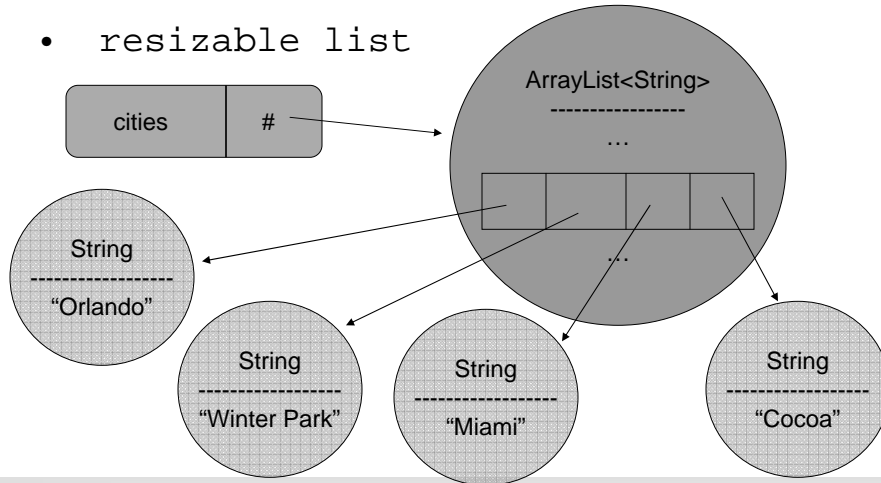 • resizable list
ArrayList<String>
-----------------
cities #
…
…
String
------------------
“Orlando”
String
------------------
“Winter Park”
String
------------------
“Miami”
String
------------------
“Cocoa”